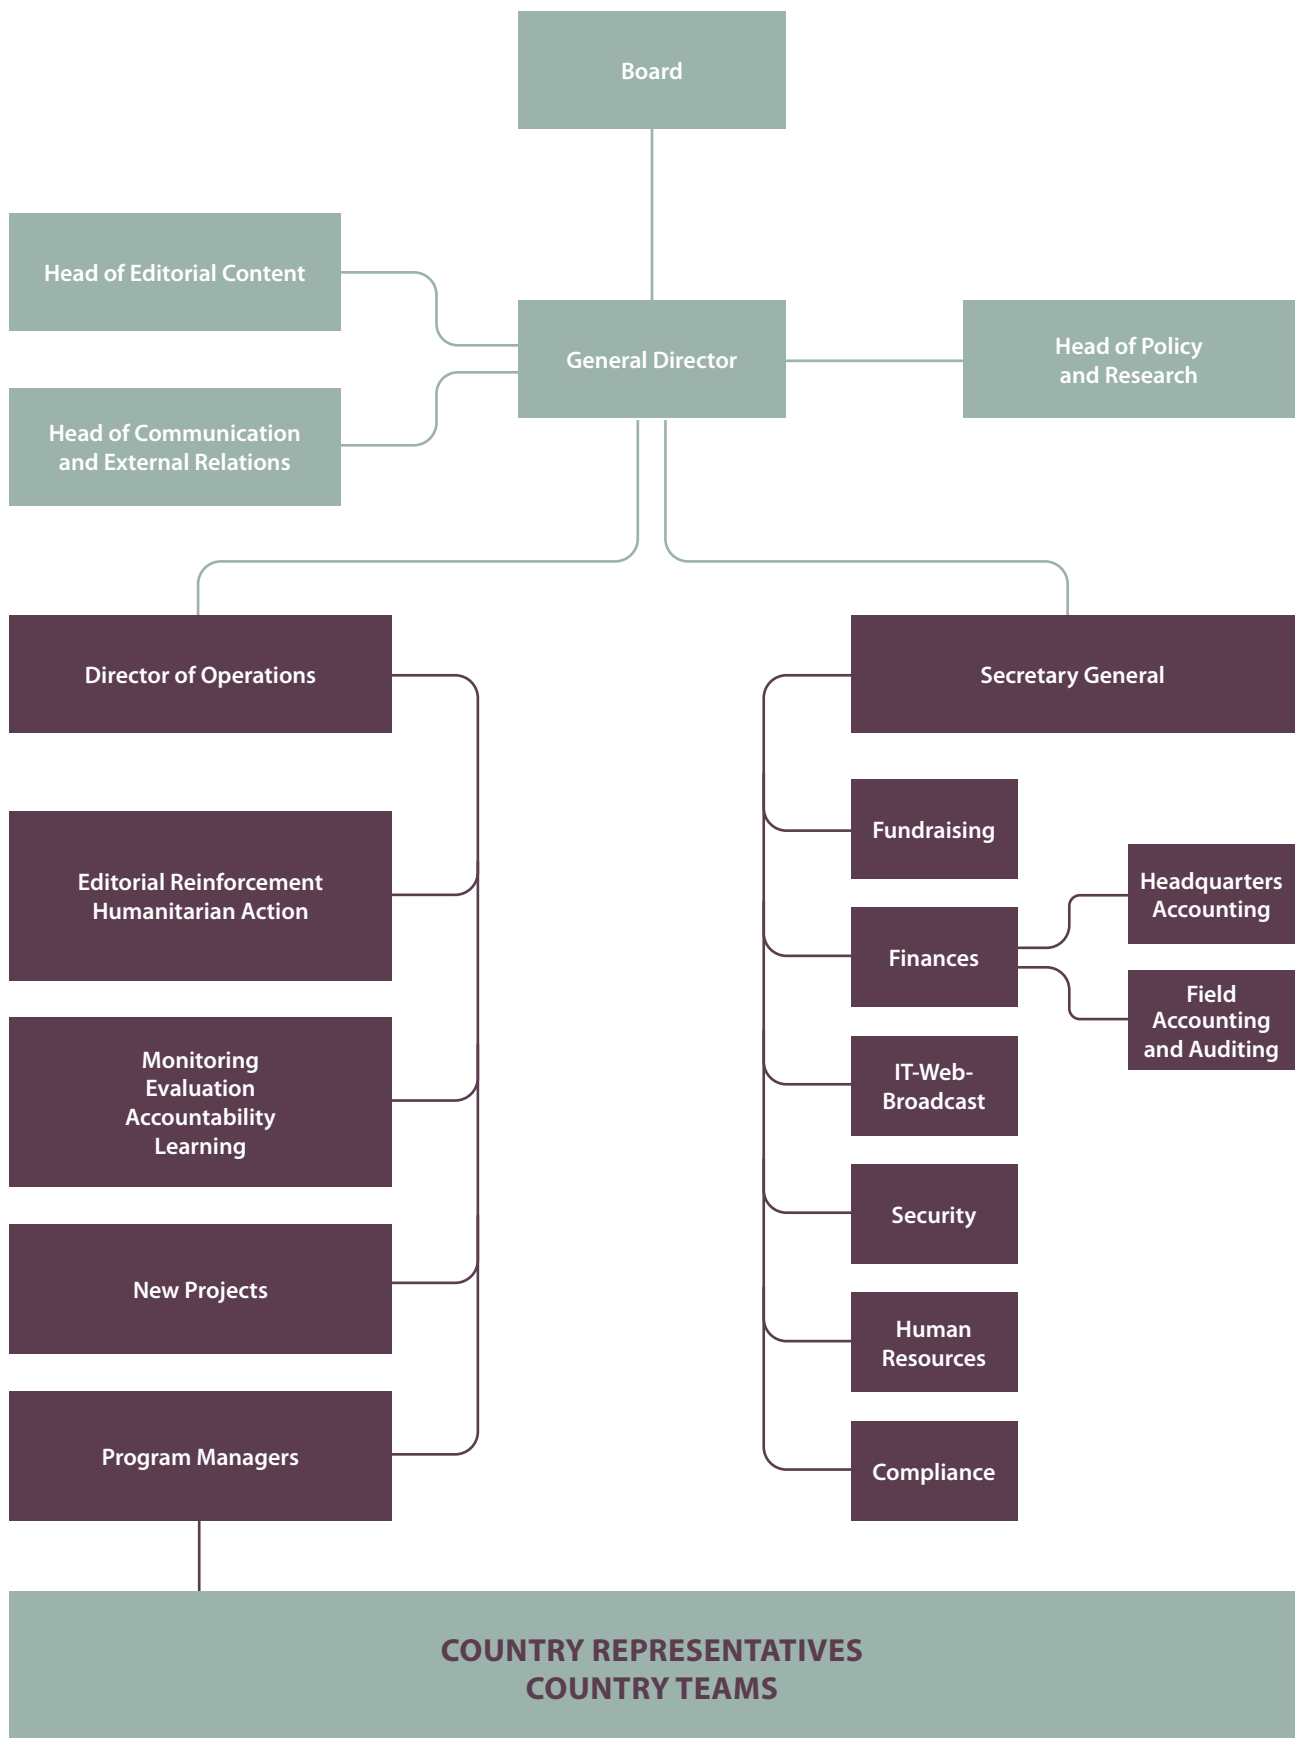 Board
Head of Editorial Content
General Director
Head of Policy
and Research
Head of Communication
and External Relations
Director of Operations
Secretary General
Editorial Reinforcement
Humanitarian Action
Monitoring
Evaluation
Accountability
Learning
New Projects
Program Managers
Fundraising
Finances
Headquarters
Accounting
Field
Accounting
and Auditing
IT-Web-
Broadcast
Security
Human
Resources
Compliance
COUNTRY REPRESENTATIVES
COUNTRY TEAMS